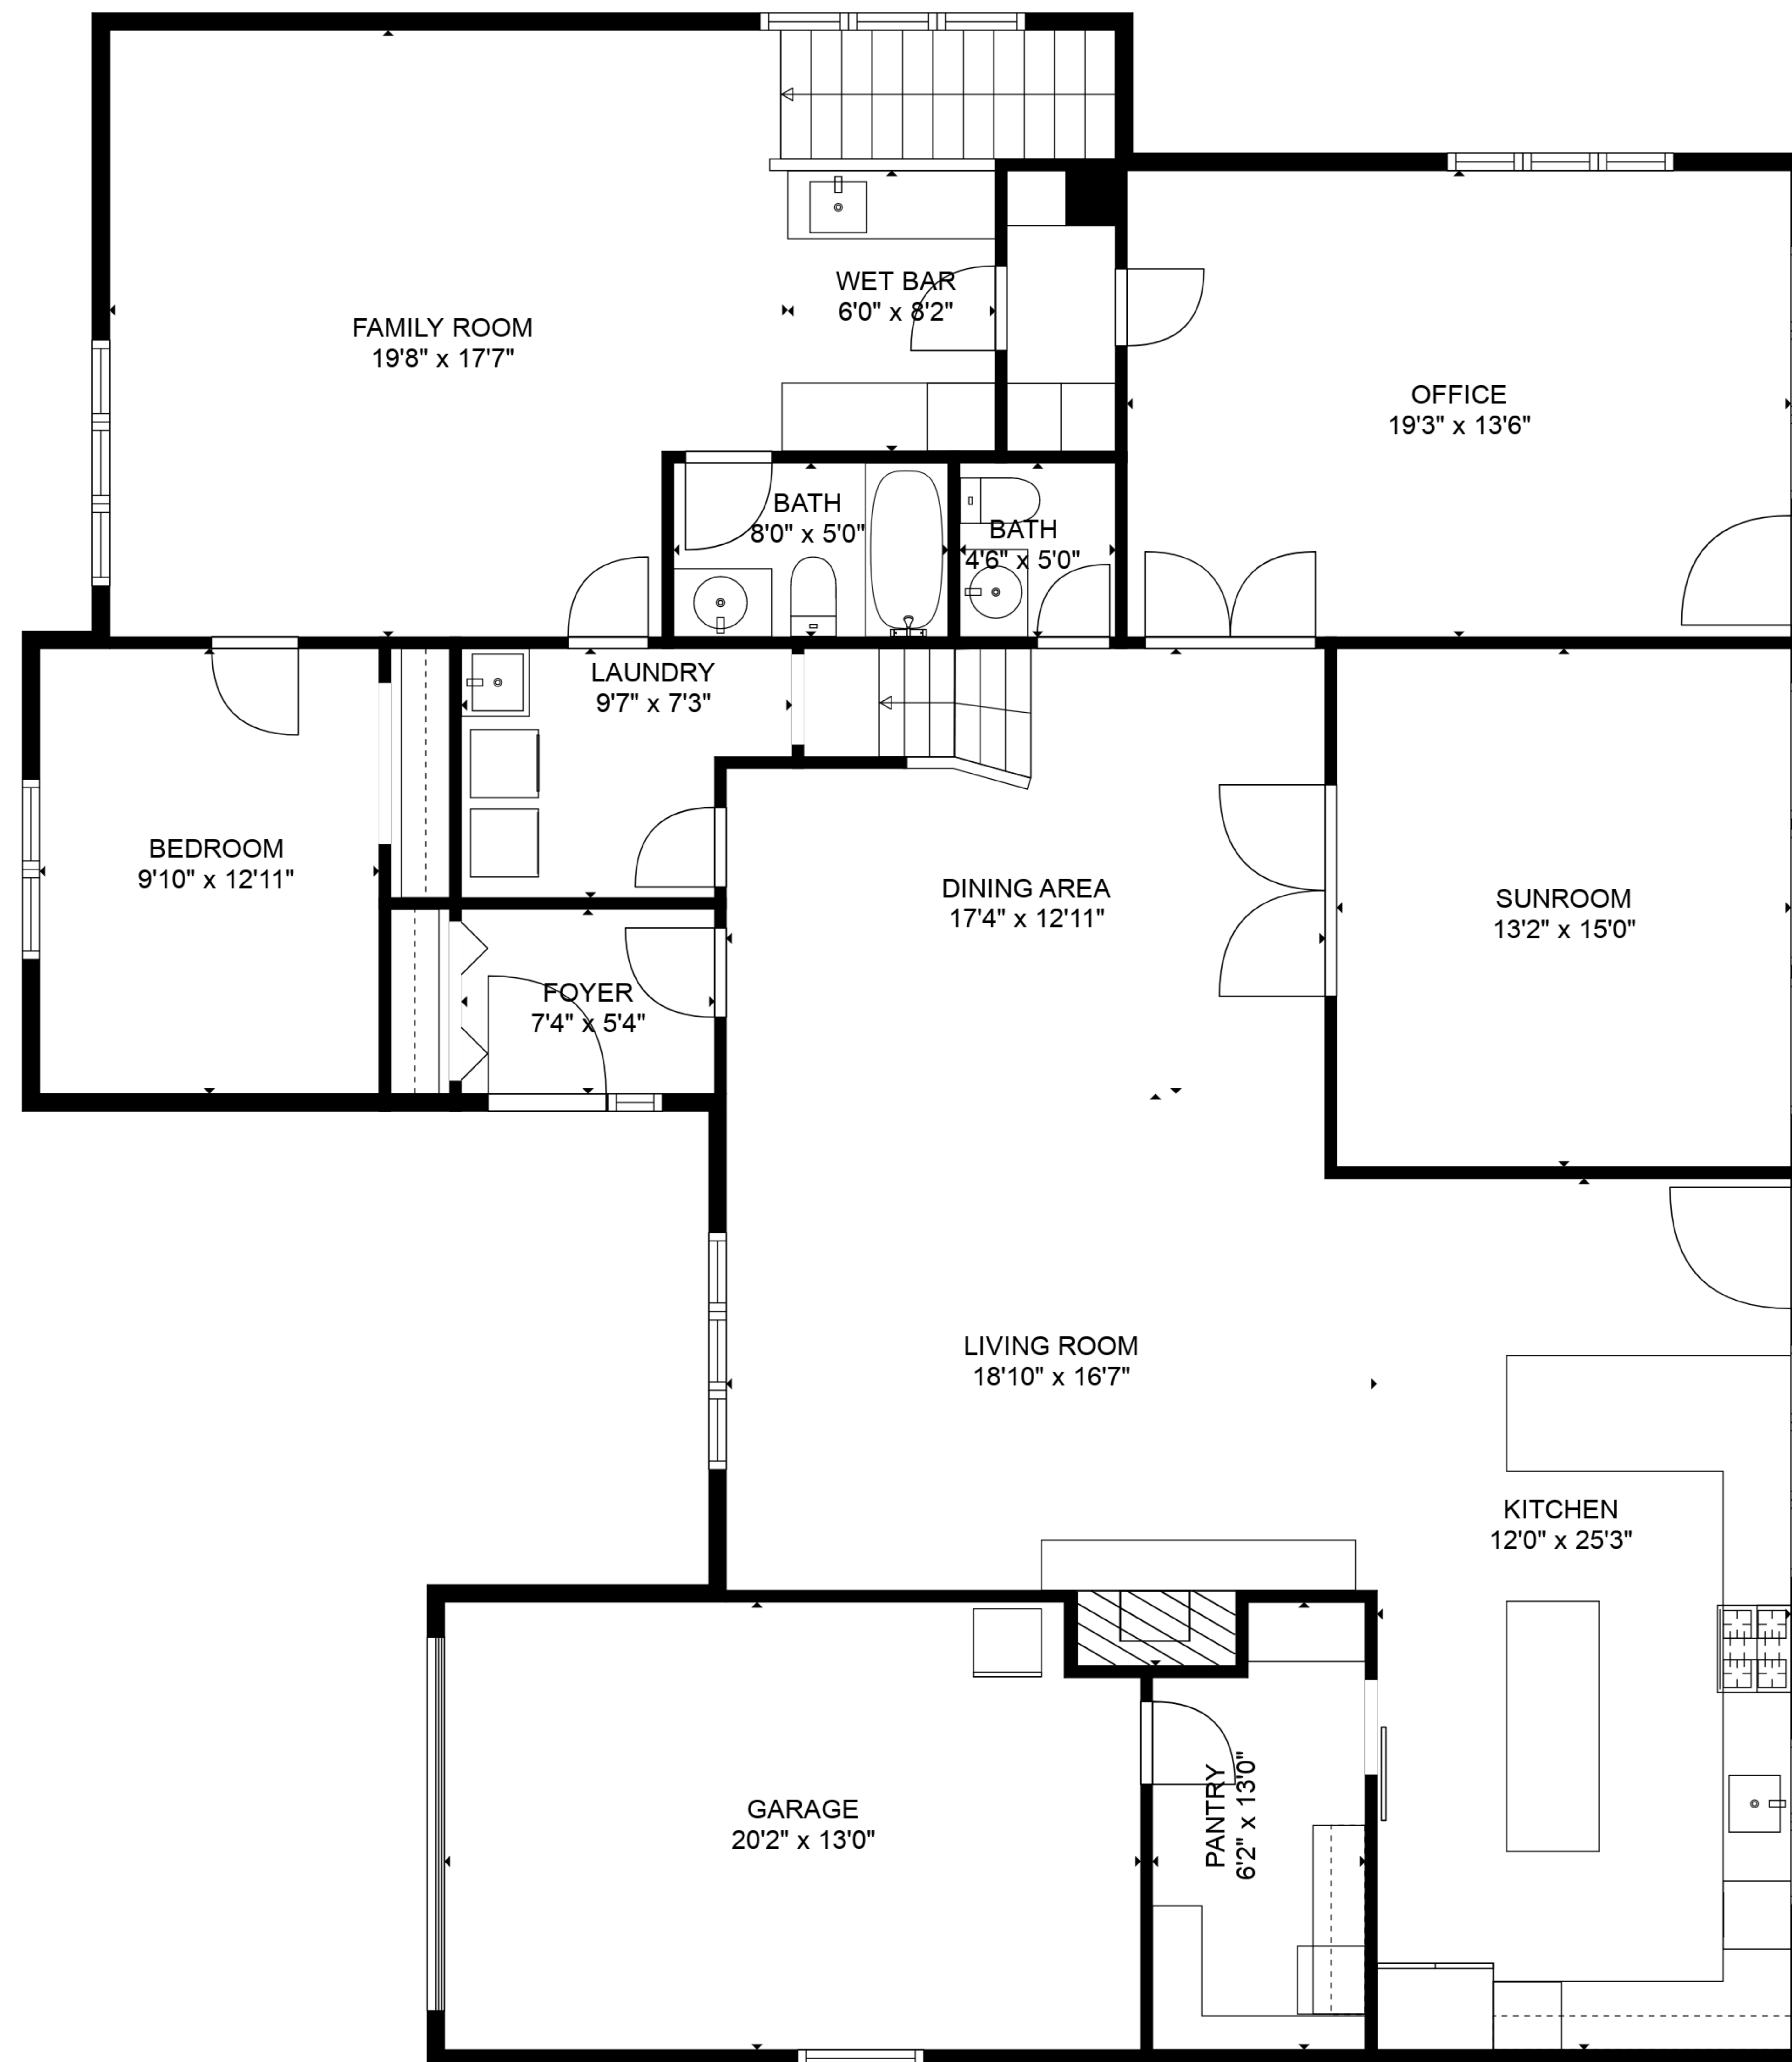 FAMILY ROOM
19'8" x 17'7"
WET BAR
6'0" x 8'2"
OFFICE
19'3" x 13'6"
BATH
8'0" x 5'0"
BATH
4'6" x 5'0"
LAUNDRY
9'7" x 7'3"
BEDROOM
9'10" x 12'11"
DINING AREA
17'4" x 12'11"
SUNROOM
13'2" x 15'0"
FOYER
7'4" x 5'4"
LIVING ROOM
18'10" x 16'7"
KITCHEN
12'0" x 25'3"
GARAGE
20'2" x 13'0"
PANTRY
6'2" x 13'0"